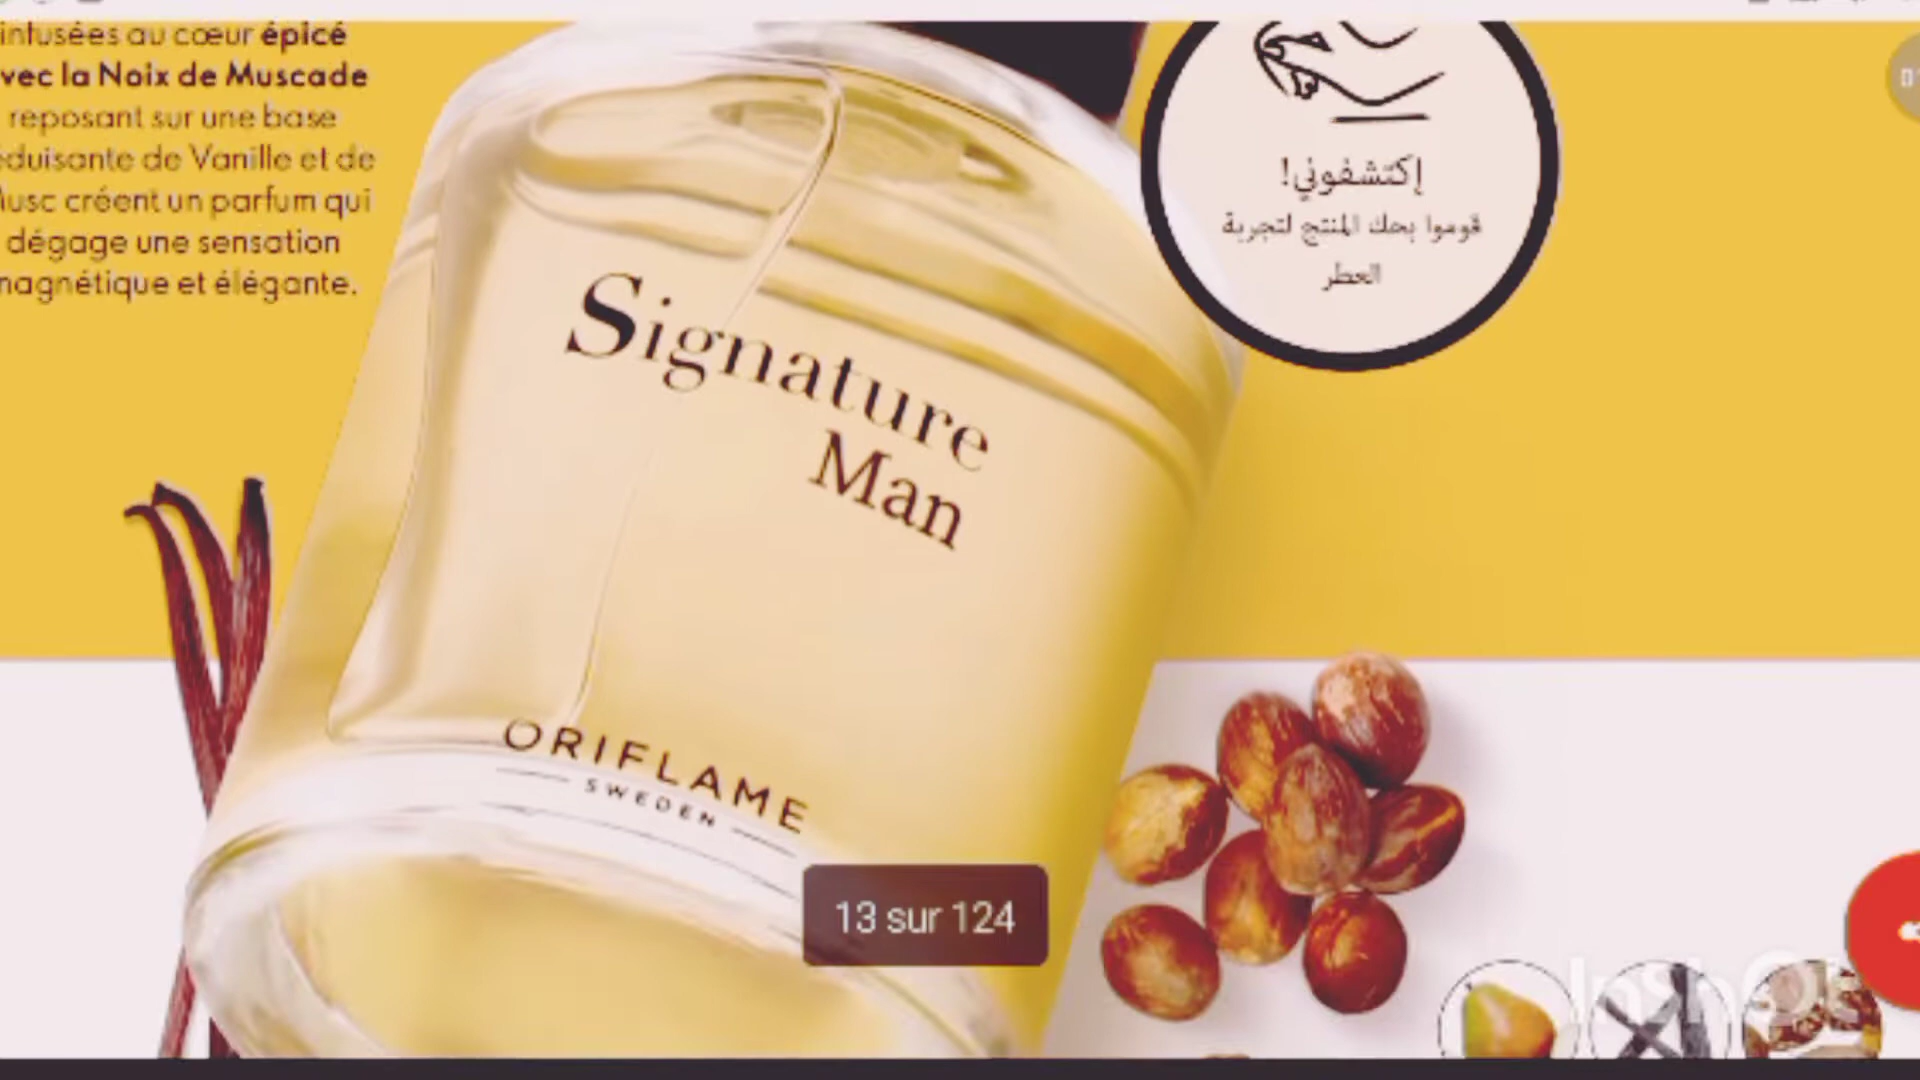 infusées au cœur épicé
vec la Noix de Muscade
reposant sur une base
éduisante de Vanille et de
Musc créent un parfum qui
dégage une sensation
magnétique et élégante.
إكتشفوني!
قوموا بحك المنتج لتجربة
العطر
Signature
Man
ORIFLAME
SWEDEN
13 sur 124
InShOt